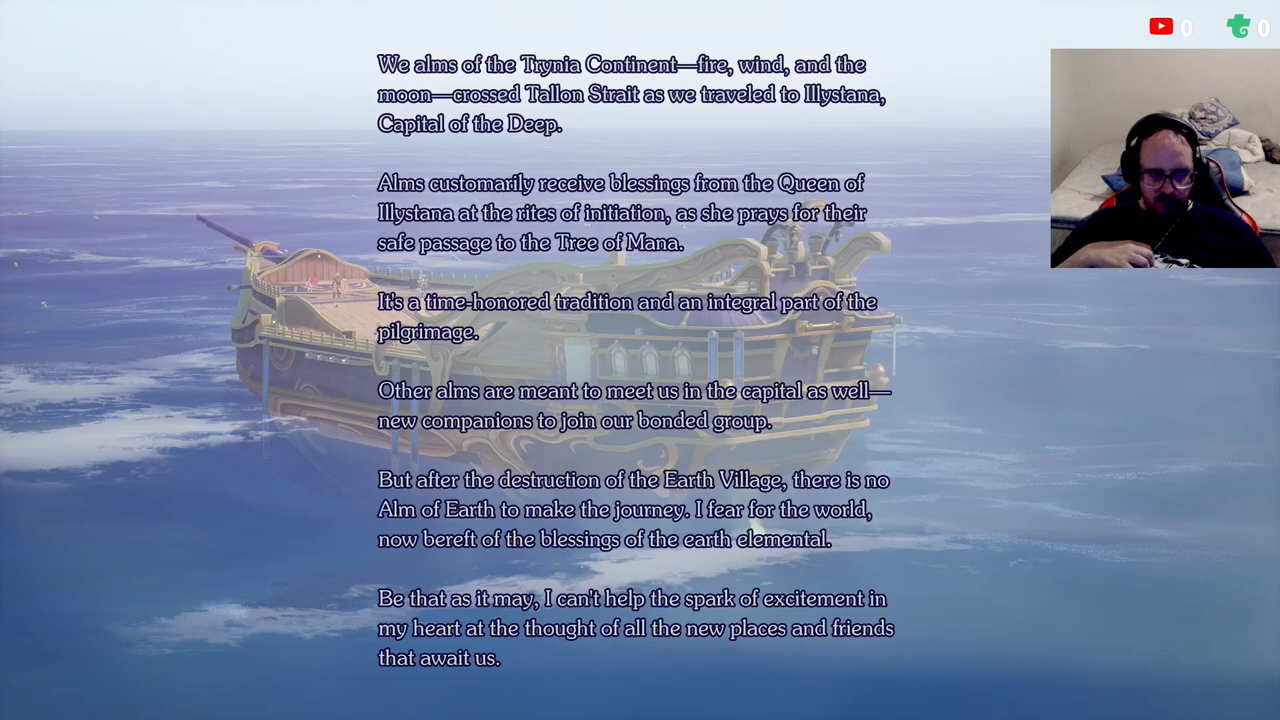 0 0
We alms of the Trynia Continent—fire, wind, and the
moon—crossed Tallon Strait as we traveled to Illystana,
Capital of the Deep.
Alms customarily receive blessings from the Queen of
Illystana at the rites of initiation, as she prays for their
safe passage to the Tree of Mana.
It's a time-honored tradition and an integral part of the
pilgrimage.
Other alms are meant to meet us in the capital as well—
new companions to join our bonded group.
But after the destruction of the Earth Village, there is no
Alm of Earth to make the journey. I fear for the world,
now bereft of the blessings of the earth elemental.
Be that as it may, I can't help the spark of excitement in
my heart at the thought of all the new places and friends
that await us.